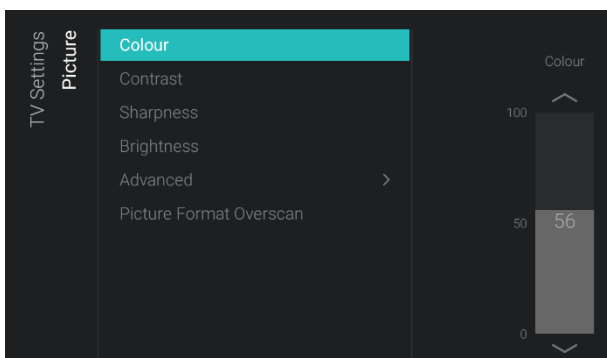 TV Settings
Picture
Colour
Contrast
Sharpness
Brightness
Advanced
Picture Format Overscan
Colour
100
50
56
0